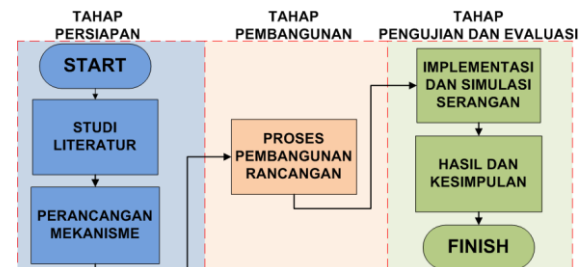 TAHAP
PERSIAPAN
START
STUDI
LITERATUR
PERANCANGAN
MEKANISME
TAHAP
PEMBANGUNAN
PROSES
PEMBANGUNAN
RANCANGAN
TAHAP
PENGUJIAN DAN EVALUASI
IMPLEMENTASI
DAN SIMULASI
SERANGAN
HASIL DAN
KESIMPULAN
FINISH